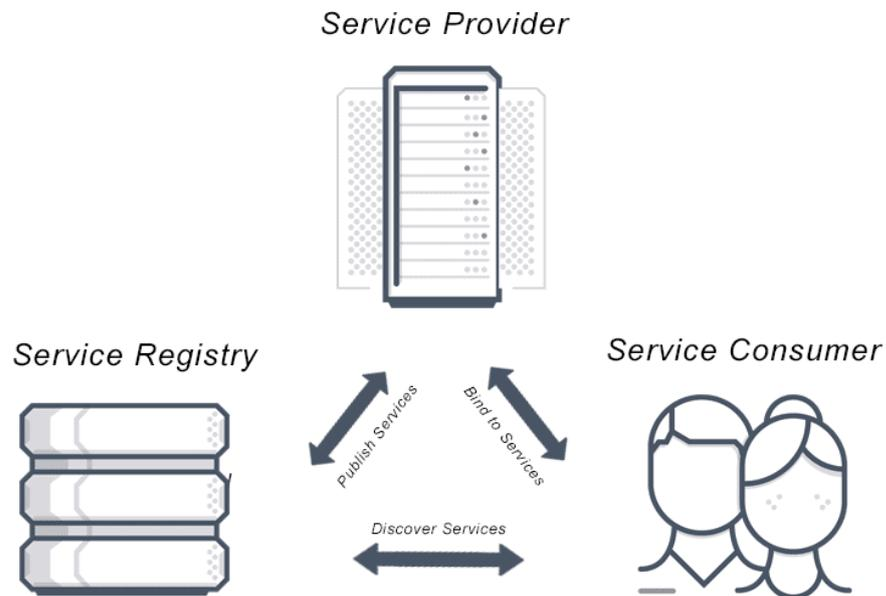 Service Provider
Service Registry
Service Consumer
Publish Services
Bind to Services
Discover Services